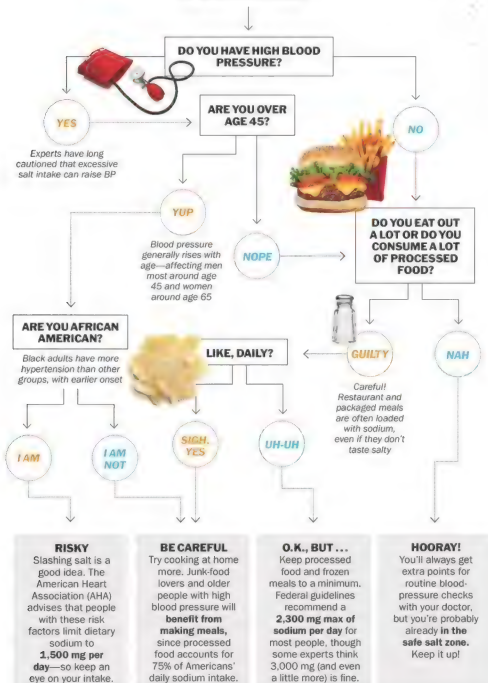 DO YOU HAVE HIGH BLOOD
PRESSURE?
YES
Experts have long
cautioned that excessive
salt intake can raise BP
ARE YOU OVER
AGE 45?
NO
YUP
Blood pressure
generally rises with
age—affecting men
most around age
45 and women
around age 65
NOPE
DO YOU EAT OUT
A LOT OR DO YOU
CONSUME A LOT
OF PROCESSED
FOOD?
ARE YOU AFRICAN
AMERICAN?
Black adults have more
hypertension than other
groups, with earlier onset
LIKE, DAILY?
GUILTY
Careful!
Restaurant and
packaged meals
are often loaded
with sodium,
even if they don't
taste salty
NAH
I AM
I AM
NOT
SIGH,
YES
UH-UH
RISKY
Slashing salt is a
good idea. The
American Heart
Association (AHA)
advises that people
with these risk
factors limit dietary
sodium to
1,500 mg per
day—so keep an
eye on your intake.
BE CAREFUL
Try cooking at home
more. Junk-food
lovers and older
people with high
blood pressure will
benefit from
making meals,
since processed
food accounts for
75% of Americans'
daily sodium intake.
O.K., BUT ...
Keep processed
food and frozen
meals to a minimum.
Federal guidelines
recommend a
2,300 mg max of
sodium per day for
most people, though
some experts think
3,000 mg (and even
a little more) is fine.
HOORAY!
You'll always get
extra points for
routine blood-
pressure checks
with your doctor,
but you're probably
already in the
safe salt zone.
Keep it up!